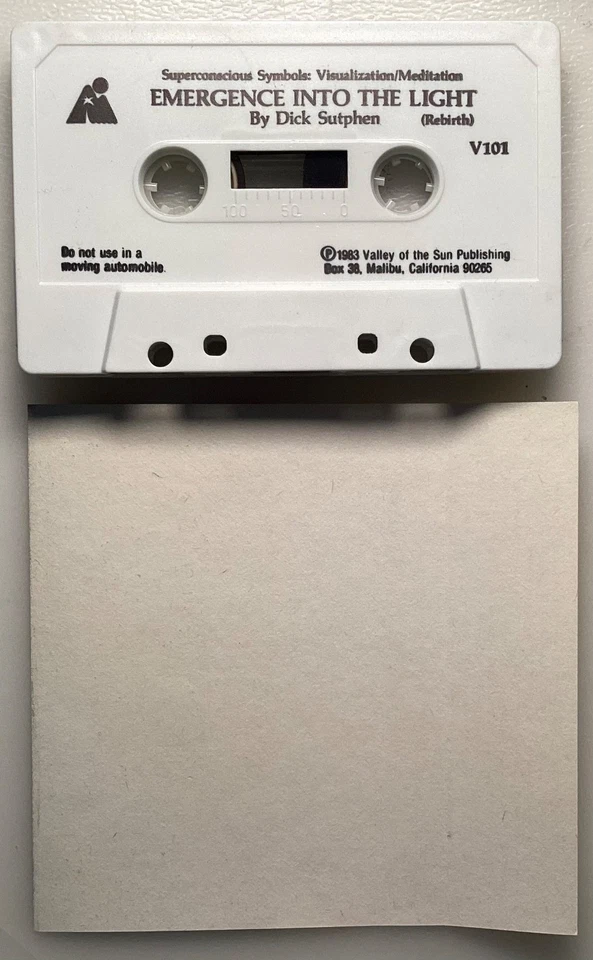 Superconscious Symbols: Visualization/Meditation
EMERGENCE INTO THE LIGHT
By Dick Sutphen (Rebirth)
V101
100 50 0
Do not use in a
moving automobile.
Ⓟ1983 Valley of the Sun Publishing
Box 38, Malibu, California 90265